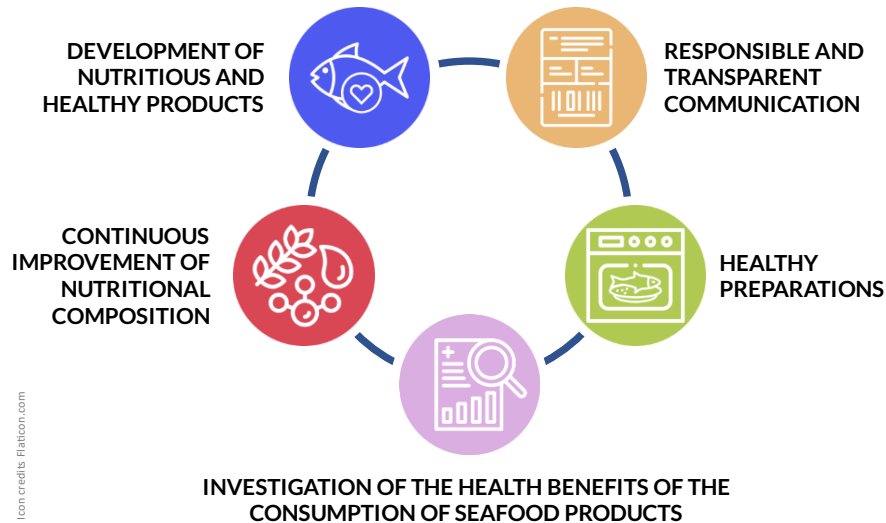 DEVELOPMENT OF
NUTRITIOUS AND
HEALTHY PRODUCTS
RESPONSIBLE AND
TRANSPARENT
COMMUNICATION
CONTINUOUS
IMPROVEMENT OF
NUTRITIONAL
COMPOSITION
HEALTHY
PREPARATIONS
INVESTIGATION OF THE HEALTH BENEFITS OF THE
CONSUMPTION OF SEAFOOD PRODUCTS
Icon credits Flaticon.com